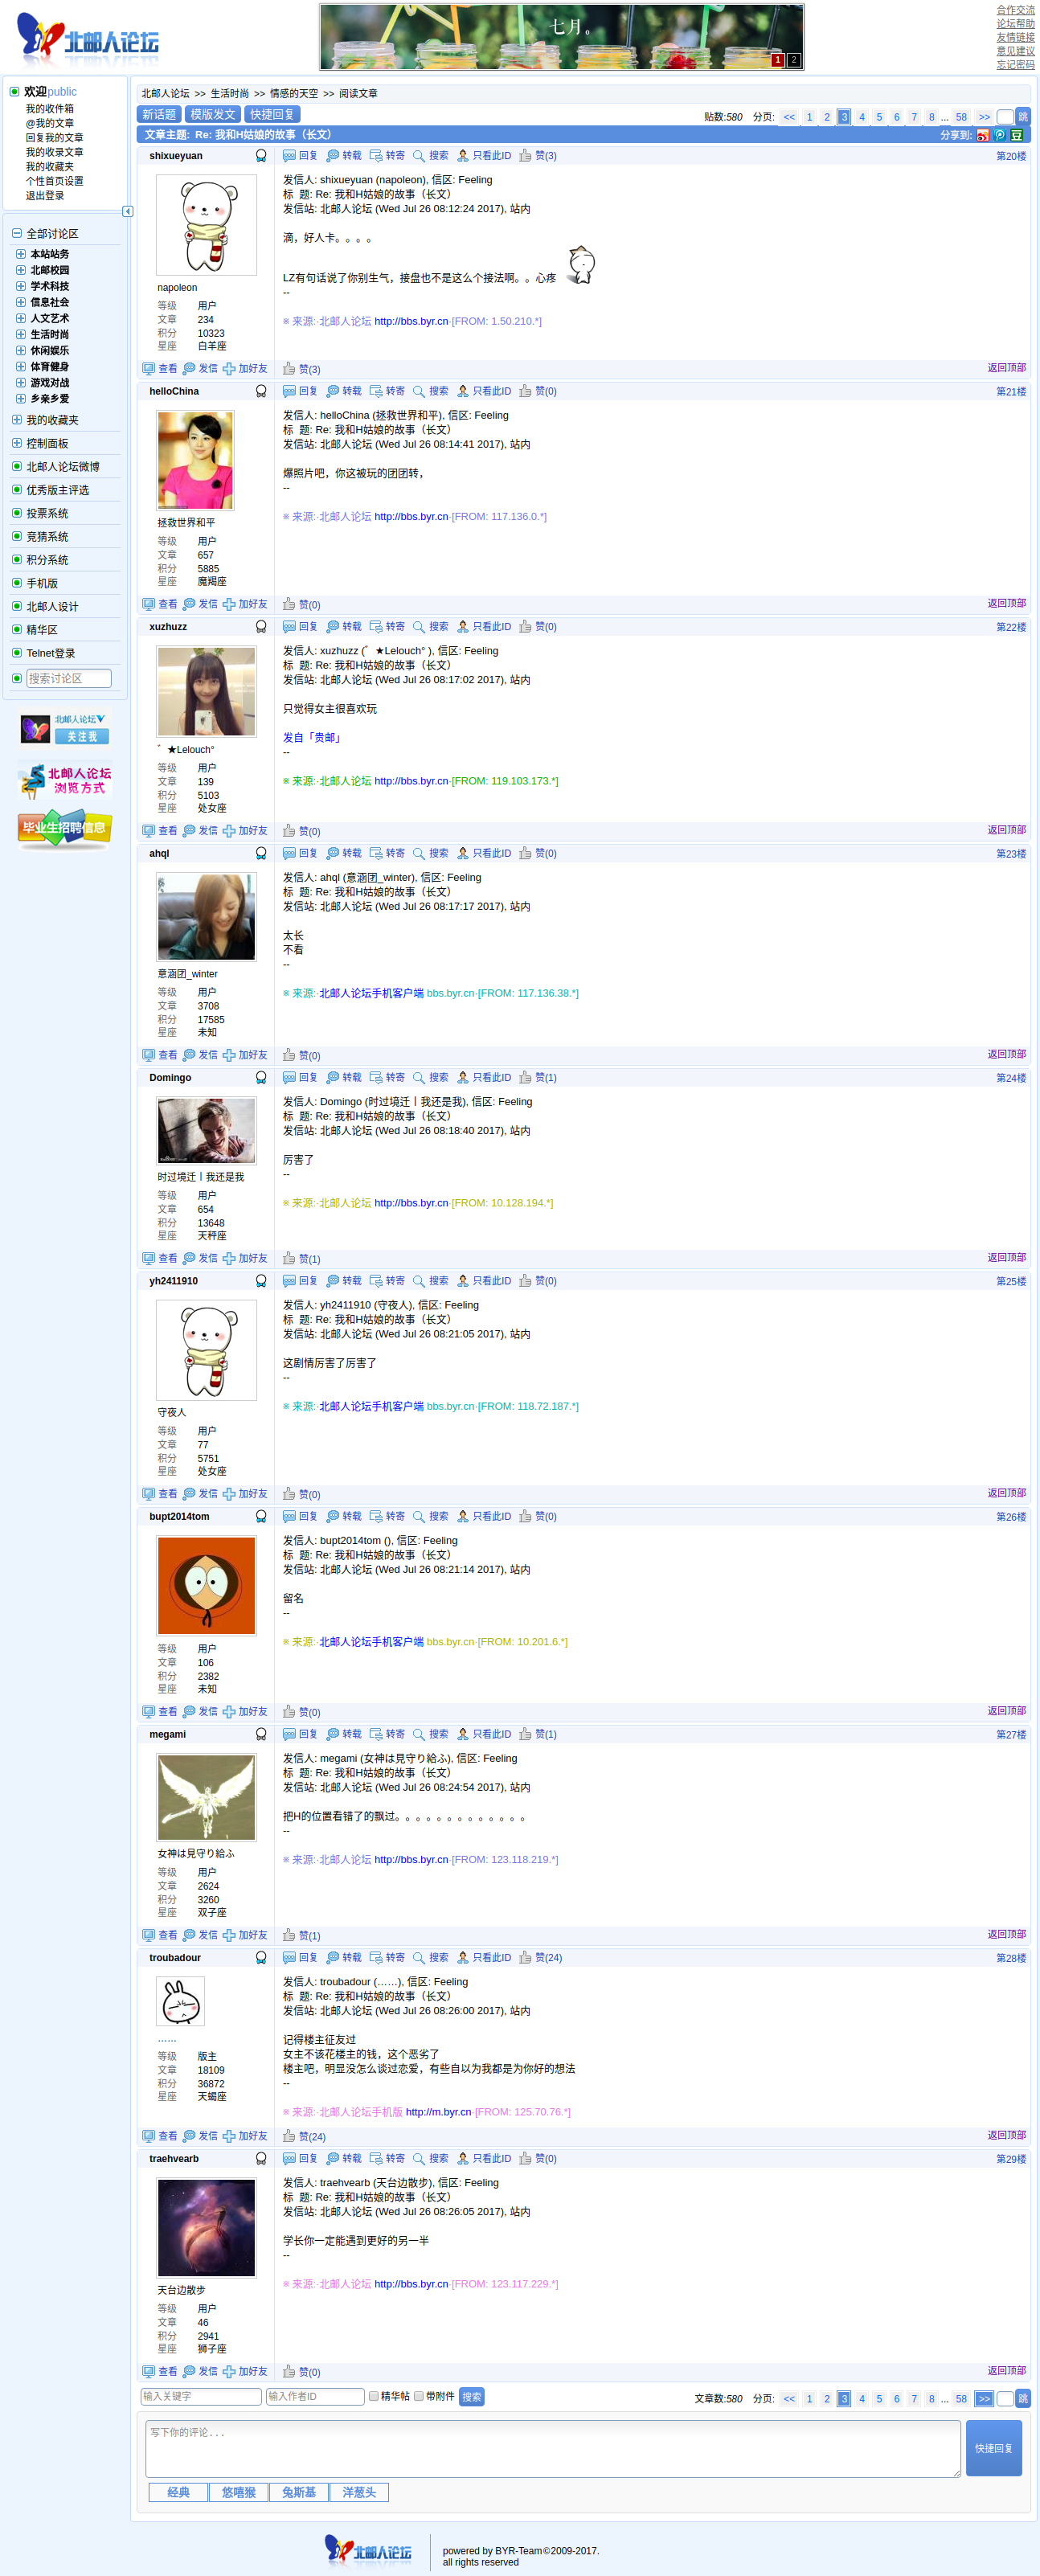 北邮人论坛
七月。
1 2
合作交流
论坛帮助
友情链接
意见建议
忘记密码
欢迎public
我的收件箱
@我的文章
回复我的文章
我的收录文章
我的收藏夹
个性首页设置
退出登录
全部讨论区
本站站务
北邮校园
学术科技
信息社会
人文艺术
生活时尚
休闲娱乐
体育健身
游戏对战
乡亲乡爱
我的收藏夹
控制面板
北邮人论坛微博
优秀版主评选
投票系统
竞猜系统
积分系统
手机版
北邮人设计
精华区
Telnet登录
搜索讨论区
北邮人论坛
关注我
北邮人论坛
浏览方式
毕业生招聘信息
北邮人论坛 >> 生活时尚 >> 情感的天空 >> 阅读文章
新话题 模版发文 快捷回复
贴数:580 分页: << 1 2 3 4 5 6 7 8 ... 58 >> 跳
文章主题: Re: 我和H姑娘的故事（长文）
分享到:
shixueyuan
回复 转载 转寄 搜索 只看此ID 赞(3)
第20楼
napoleon
等级 用户
文章 234
积分 10323
星座 白羊座
发信人: shixueyuan (napoleon), 信区: Feeling
标 题: Re: 我和H姑娘的故事（长文）
发信站: 北邮人论坛 (Wed Jul 26 08:12:24 2017), 站内
滴，好人卡。。。。
LZ有句话说了你别生气，接盘也不是这么个接法啊。。心疼
--
※ 来源:·北邮人论坛 http://bbs.byr.cn·[FROM: 1.50.210.*]
查看 发信 加好友 赞(3) 返回顶部
helloChina
回复 转载 转寄 搜索 只看此ID 赞(0)
第21楼
拯救世界和平
等级 用户
文章 657
积分 5885
星座 魔羯座
发信人: helloChina (拯救世界和平), 信区: Feeling
标 题: Re: 我和H姑娘的故事（长文）
发信站: 北邮人论坛 (Wed Jul 26 08:14:41 2017), 站内
爆照片吧，你这被玩的团团转，
--
※ 来源:·北邮人论坛 http://bbs.byr.cn·[FROM: 117.136.0.*]
查看 发信 加好友 赞(0) 返回顶部
xuzhuzz
回复 转载 转寄 搜索 只看此ID 赞(0)
第22楼
゛★Lelouch°
等级 用户
文章 139
积分 5103
星座 处女座
发信人: xuzhuzz (゛★Lelouch° ), 信区: Feeling
标 题: Re: 我和H姑娘的故事（长文）
发信站: 北邮人论坛 (Wed Jul 26 08:17:02 2017), 站内
只觉得女主很喜欢玩
发自「贵邮」
--
※ 来源:·北邮人论坛 http://bbs.byr.cn·[FROM: 119.103.173.*]
查看 发信 加好友 赞(0) 返回顶部
ahql
回复 转载 转寄 搜索 只看此ID 赞(0)
第23楼
意涵团_winter
等级 用户
文章 3708
积分 17585
星座 未知
发信人: ahql (意涵团_winter), 信区: Feeling
标 题: Re: 我和H姑娘的故事（长文）
发信站: 北邮人论坛 (Wed Jul 26 08:17:17 2017), 站内
太长
不看
--
※ 来源:·北邮人论坛手机客户端 bbs.byr.cn·[FROM: 117.136.38.*]
查看 发信 加好友 赞(0) 返回顶部
Domingo
回复 转载 转寄 搜索 只看此ID 赞(1)
第24楼
时过境迁丨我还是我
等级 用户
文章 654
积分 13648
星座 天秤座
发信人: Domingo (时过境迁丨我还是我), 信区: Feeling
标 题: Re: 我和H姑娘的故事（长文）
发信站: 北邮人论坛 (Wed Jul 26 08:18:40 2017), 站内
厉害了
--
※ 来源:·北邮人论坛 http://bbs.byr.cn·[FROM: 10.128.194.*]
查看 发信 加好友 赞(1) 返回顶部
yh2411910
回复 转载 转寄 搜索 只看此ID 赞(0)
第25楼
守夜人
等级 用户
文章 77
积分 5751
星座 处女座
发信人: yh2411910 (守夜人), 信区: Feeling
标 题: Re: 我和H姑娘的故事（长文）
发信站: 北邮人论坛 (Wed Jul 26 08:21:05 2017), 站内
这剧情厉害了厉害了
--
※ 来源:·北邮人论坛手机客户端 bbs.byr.cn·[FROM: 118.72.187.*]
查看 发信 加好友 赞(0) 返回顶部
bupt2014tom
回复 转载 转寄 搜索 只看此ID 赞(0)
第26楼
等级 用户
文章 106
积分 2382
星座 未知
发信人: bupt2014tom (), 信区: Feeling
标 题: Re: 我和H姑娘的故事（长文）
发信站: 北邮人论坛 (Wed Jul 26 08:21:14 2017), 站内
留名
--
※ 来源:·北邮人论坛手机客户端 bbs.byr.cn·[FROM: 10.201.6.*]
查看 发信 加好友 赞(0) 返回顶部
megami
回复 转载 转寄 搜索 只看此ID 赞(1)
第27楼
女神は見守り給ふ
等级 用户
文章 2624
积分 3260
星座 双子座
发信人: megami (女神は見守り給ふ), 信区: Feeling
标 题: Re: 我和H姑娘的故事（长文）
发信站: 北邮人论坛 (Wed Jul 26 08:24:54 2017), 站内
把H的位置看错了的飘过。。。。。。。。。。。。。
--
※ 来源:·北邮人论坛 http://bbs.byr.cn·[FROM: 123.118.219.*]
查看 发信 加好友 赞(1) 返回顶部
troubadour
回复 转载 转寄 搜索 只看此ID 赞(24)
第28楼
……
等级 版主
文章 18109
积分 36872
星座 天蝎座
发信人: troubadour (……), 信区: Feeling
标 题: Re: 我和H姑娘的故事（长文）
发信站: 北邮人论坛 (Wed Jul 26 08:26:00 2017), 站内
记得楼主征友过
女主不该花楼主的钱，这个恶劣了
楼主吧，明显没怎么谈过恋爱，有些自以为我都是为你好的想法
--
※ 来源:·北邮人论坛手机版 http://m.byr.cn·[FROM: 125.70.76.*]
查看 发信 加好友 赞(24) 返回顶部
traehvearb
回复 转载 转寄 搜索 只看此ID 赞(0)
第29楼
天台边散步
等级 用户
文章 46
积分 2941
星座 狮子座
发信人: traehvearb (天台边散步), 信区: Feeling
标 题: Re: 我和H姑娘的故事（长文）
发信站: 北邮人论坛 (Wed Jul 26 08:26:05 2017), 站内
学长你一定能遇到更好的另一半
--
※ 来源:·北邮人论坛 http://bbs.byr.cn·[FROM: 123.117.229.*]
查看 发信 加好友 赞(0) 返回顶部
输入关键字 输入作者ID 精华帖 带附件 搜索
文章数:580 分页: << 1 2 3 4 5 6 7 8 ... 58 >> 跳
写下你的评论...
快捷回复
经典 悠嘻猴 兔斯基 洋葱头
北邮人论坛
powered by BYR-Team©2009-2017.
all rights reserved